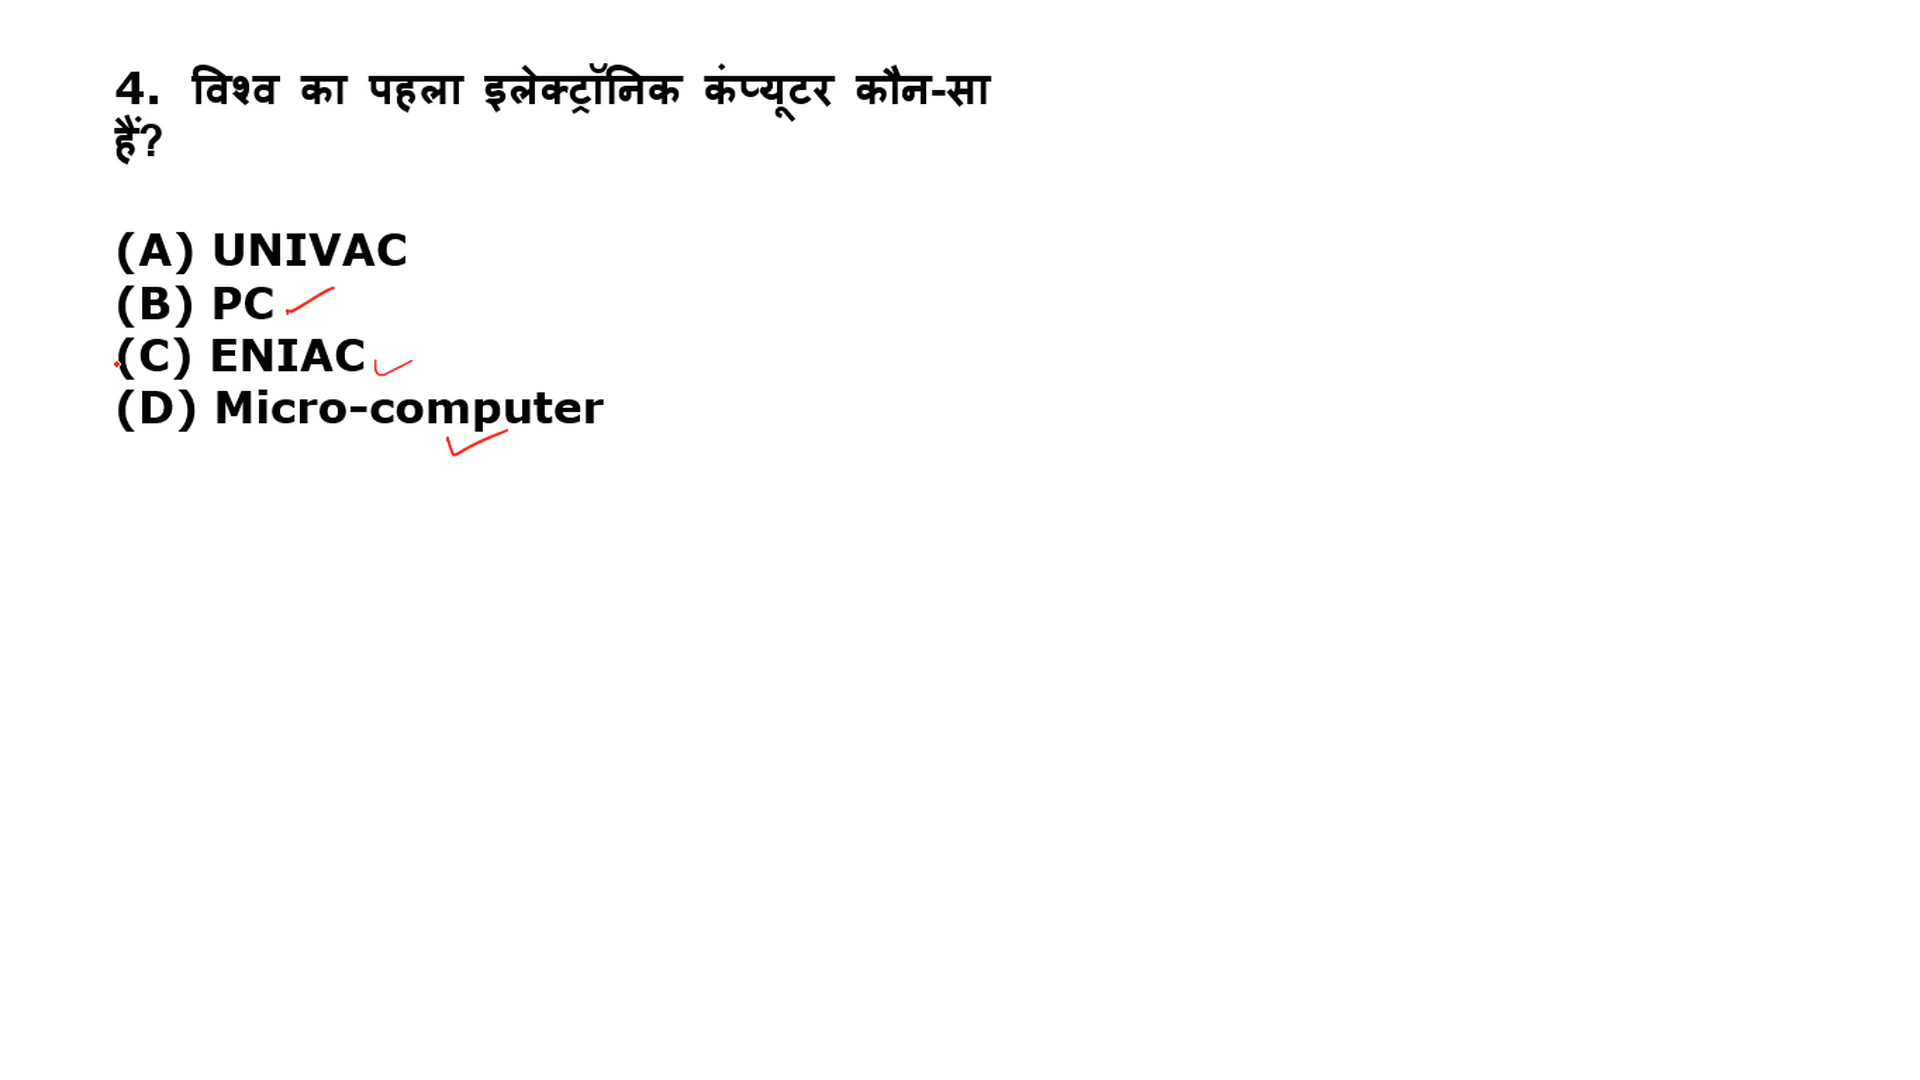 4. विश्व का पहला इलेक्ट्रॉनिक कंप्यूटर कौन-सा
हैं?
(A) UNIVAC
(B) PC
(C) ENIAC
(D) Micro-computer